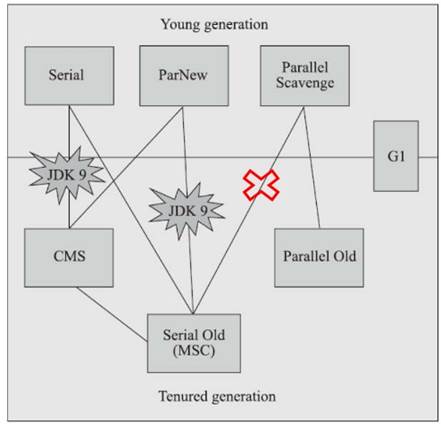 Young generation
Serial
ParNew
Parallel
Scavenge
G1
JDK 9
JDK 9
CMS
Parallel Old
Serial Old
(MSC)
Tenured generation